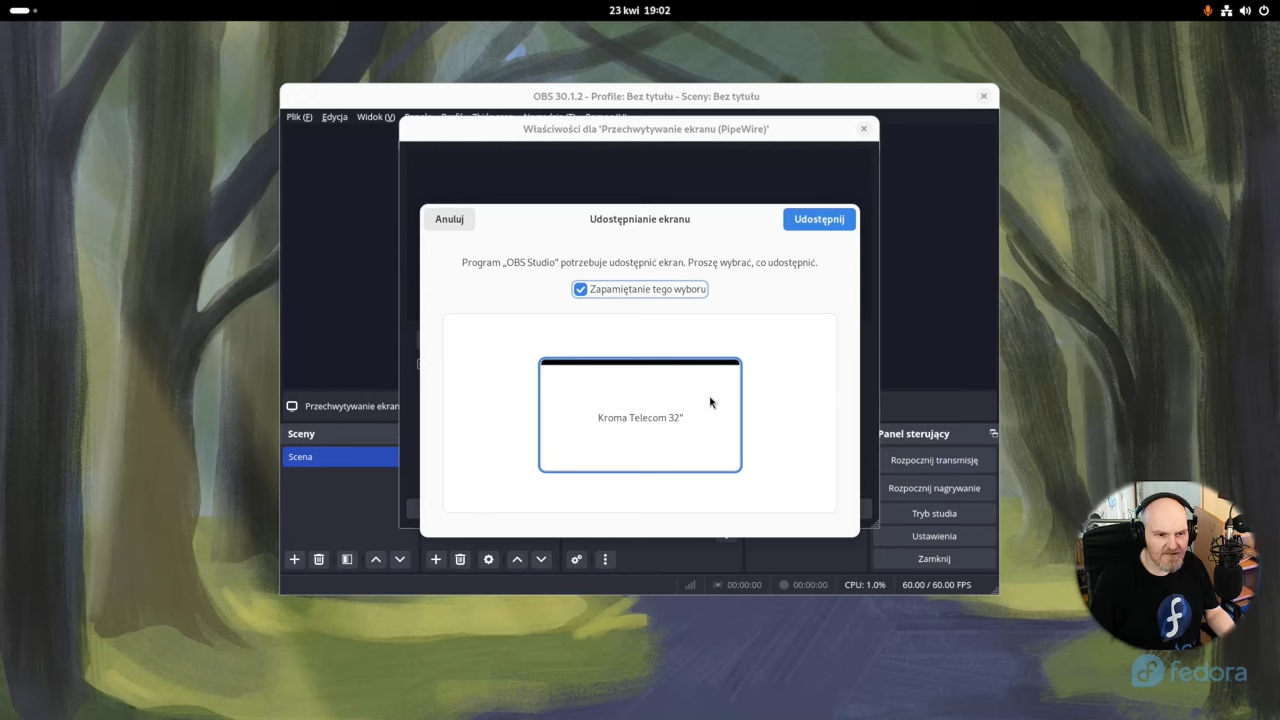 23 kwi 19:02
OBS 30.1.2 - Profile: Bez tytułu - Sceny: Bez tytułu
Plik (F) Edycja Widok (V)
Właściwości dla 'Przechwytywanie ekranu (PipeWire)'
Anuluj
Udostępnianie ekranu
Udostępnij
Program „OBS Studio” potrzebuje udostępnić ekran. Proszę wybrać, co udostępnić.
Zapamiętanie tego wyboru
Kroma Telecom 32"
Przechwytywanie ekran
Sceny
Scena
Panel sterujący
Rozpocznij transmisję
Rozpocznij nagrywanie
Tryb studia
Ustawienia
Zamknij
00:00:00 00:00:00 CPU: 1.0% 60.00 / 60.00 FPS
fedora